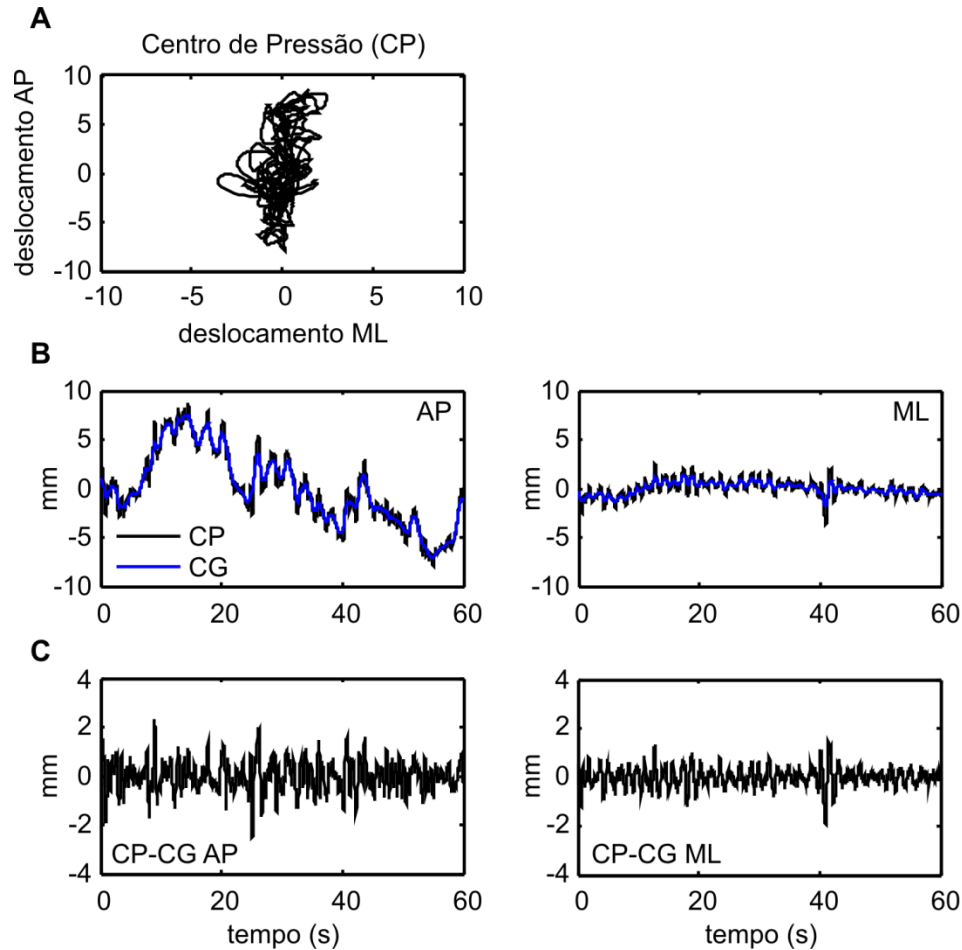 A
Centro de Pressão (CP)
deslocamento AP
10
5
0
-5
-10
-10 -5 0 5 10
deslocamento ML
B
10
5
0
-5
-10
mm
AP
CP
CG
0 20 40 60
10
5
0
-5
-10
mm
ML
0 20 40 60
C
4
2
0
-2
-4
mm
CP-CG AP
0 20 40 60
tempo (s)
4
2
0
-2
-4
mm
CP-CG ML
0 20 40 60
tempo (s)